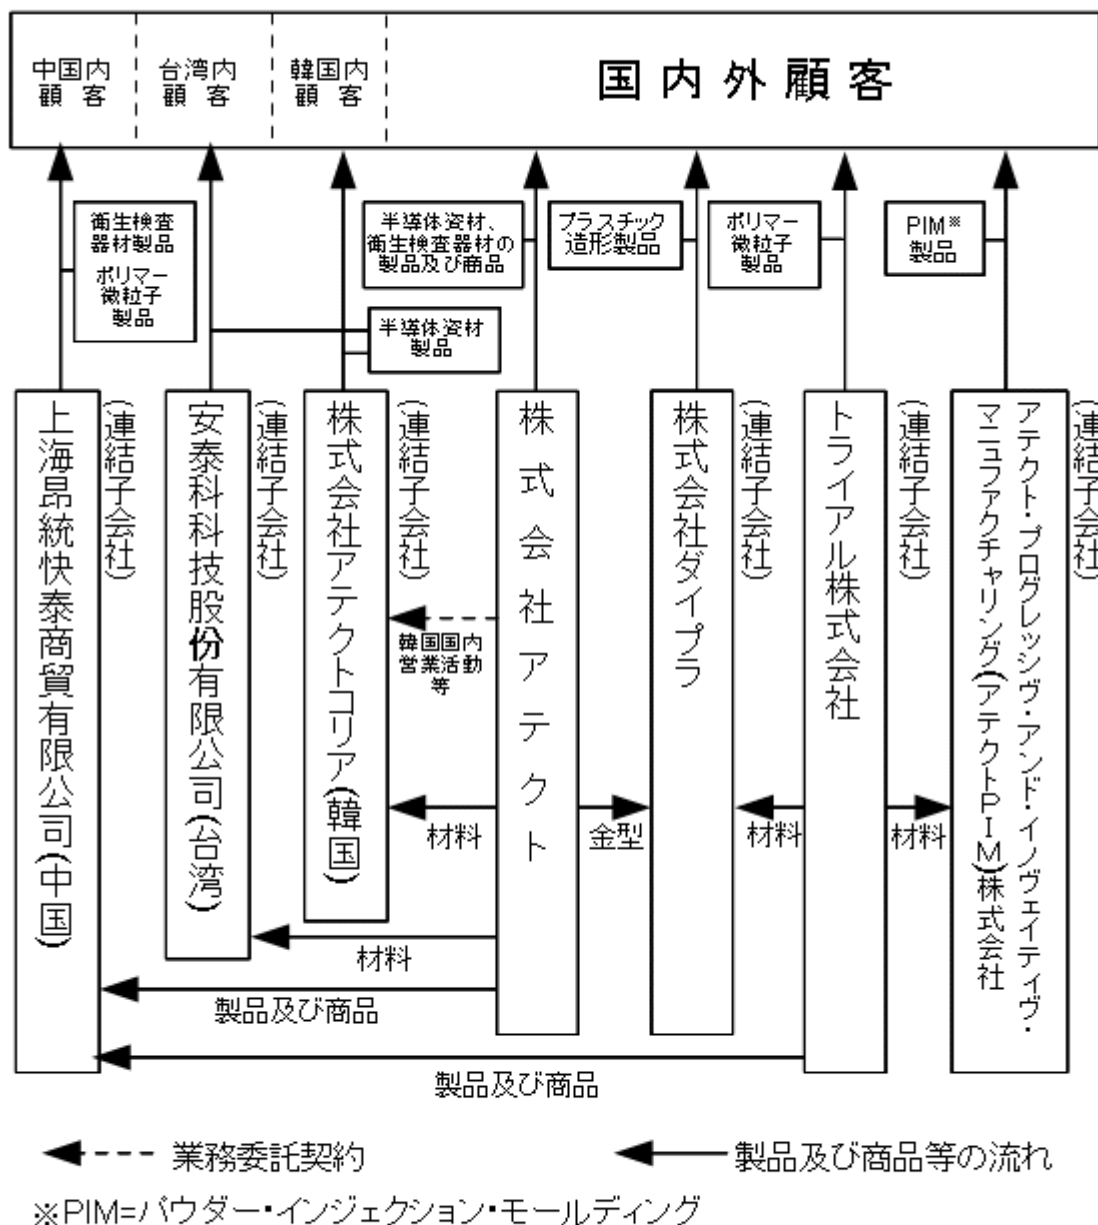 中国内
顧　客
台湾内
顧　客
韓国内
顧　客
国内外顧客
衛生検査
器材製品
ポリマー
微粒子
製品
半導体資材、
衛生検査器材の
製品及び商品
プラスチック
造形製品
ポリマー
微粒子
製品
PIM※
製品
半導体資材
製品
上海昂統快泰商貿有限公司(中国)
(連結子会社)
安泰科科技股份有限公司(台湾)
(連結子会社)
株式会社アテクトコリア(韓国)
(連結子会社)
株式会社アテクト
株式会社ダイプラ
(連結子会社)
トライアル株式会社
(連結子会社)
アテクト・プログレッシヴ・アンド・イノヴェイティヴ・
マニュファクチャリング(アテクトPIM)株式会社
(連結子会社)
韓国国内
営業活動
等
材料
金型
材料
材料
材料
製品及び商品
製品及び商品
業務委託契約
製品及び商品等の流れ
※PIM=パウダー・インジェクション・モールディング